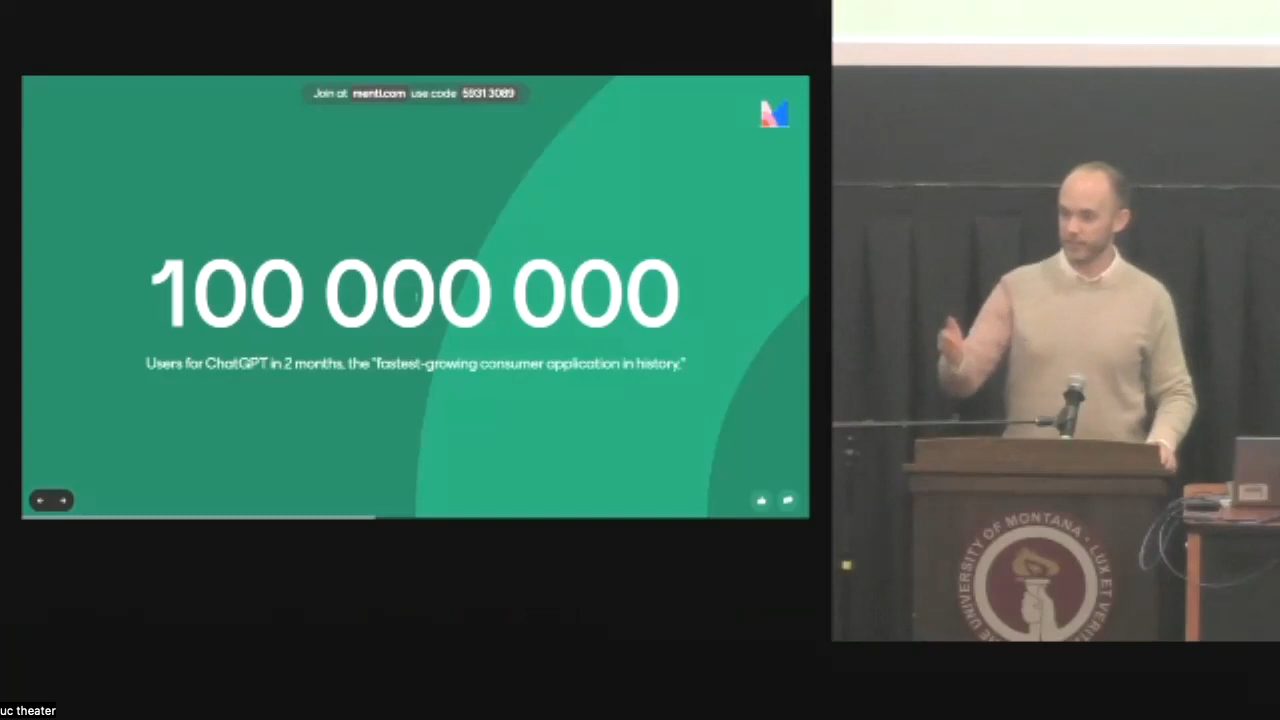 Join at menti.com use code 5931 3089
100 000 000
Users for ChatGPT in 2 months, the "fastest-growing consumer application in history."
THE UNIVERSITY OF MONTANA · LUX ET VERITAS
uc theater